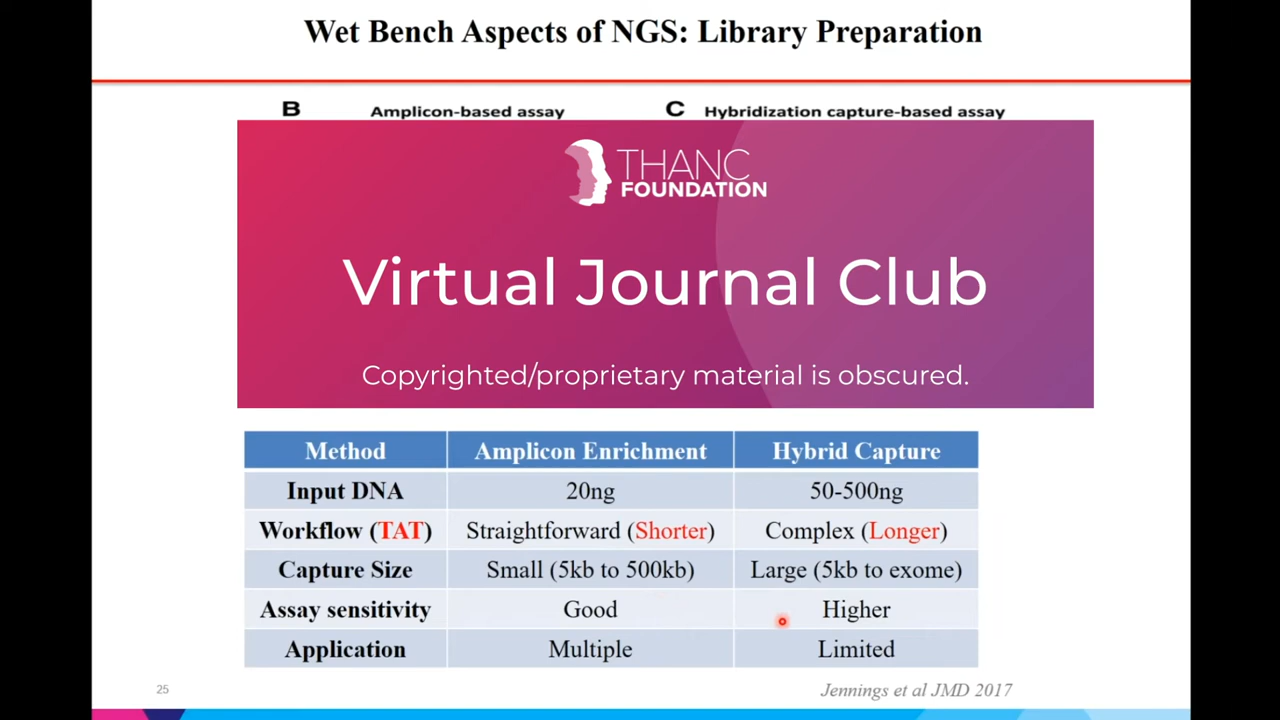 Wet Bench Aspects of NGS: Library Preparation
B Amplicon-based assay C Hybridization capture-based assay
THANC
FOUNDATION
Virtual Journal Club
Copyrighted/proprietary material is obscured.
Method Amplicon Enrichment Hybrid Capture
Input DNA 20ng 50-500ng
Workflow (TAT) Straightforward (Shorter) Complex (Longer)
Capture Size Small (5kb to 500kb) Large (5kb to exome)
Assay sensitivity Good Higher
Application Multiple Limited
25 Jennings et al JMD 2017